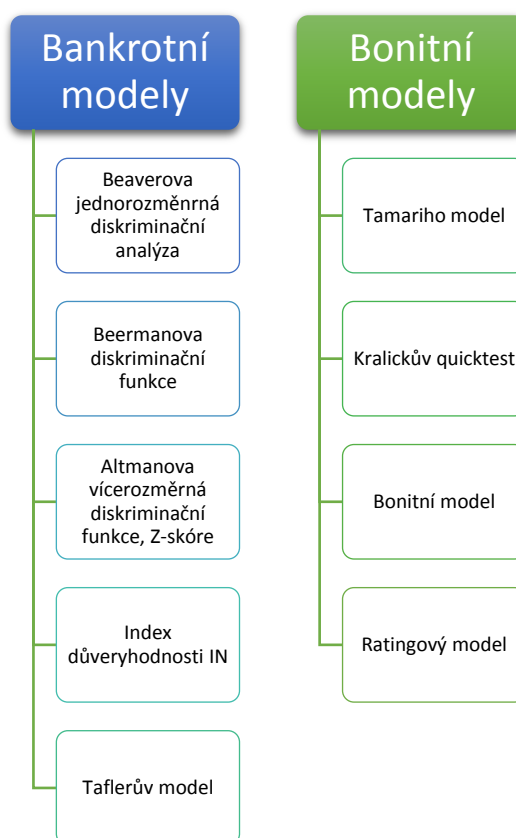 Bankrotní
modely
Beaverova
jednorozměnrná
diskriminační
analýza
Beermanova
diskriminační
funkce
Altmanova
vícerozměrná
diskriminační
funkce, Z-skóre
Index
důveryhodnosti IN
Taflerův model
Bonitní
modely
Tamariho model
Kralickův quicktest
Bonitní model
Ratingový model